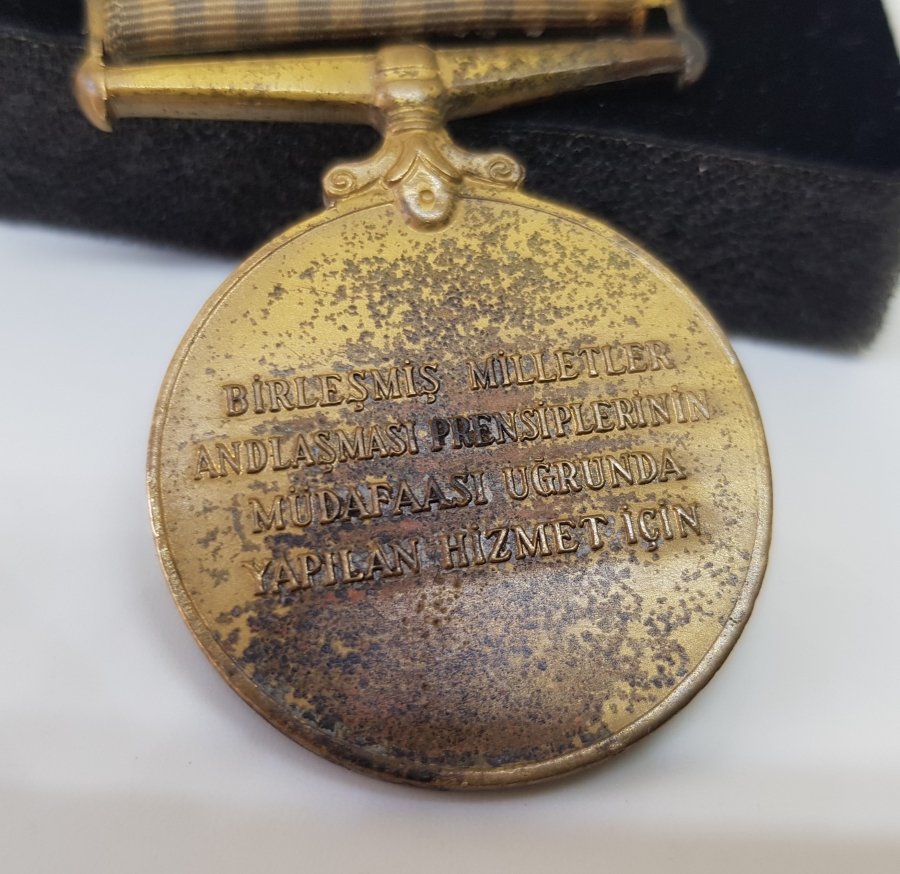 BİRLEŞMİŞ MİLLETLER
ANDLAŞMASI PRENSİPLERİNİN
MÜDAFAASI UĞRUNDA
YAPILAN HİZMET İÇİN